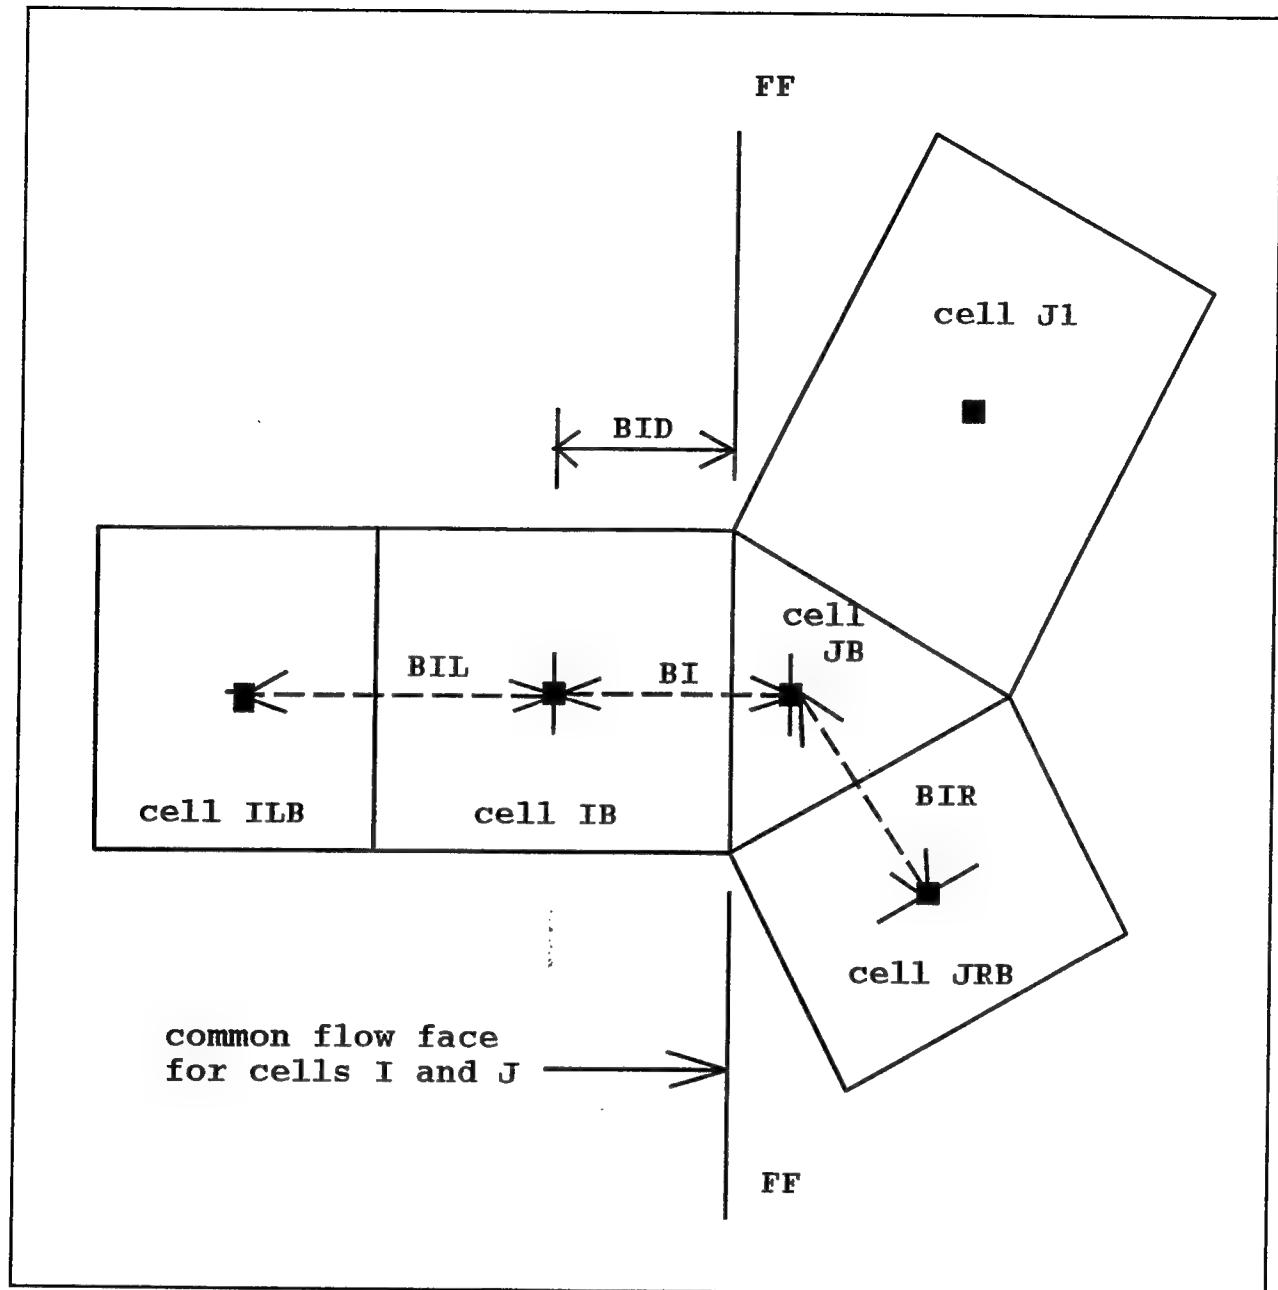 FF
cell J1
BID
cell
JB
BIL
BI
BIR
cell ILB
cell IB
cell JRB
common flow face
for cells I and J
FF